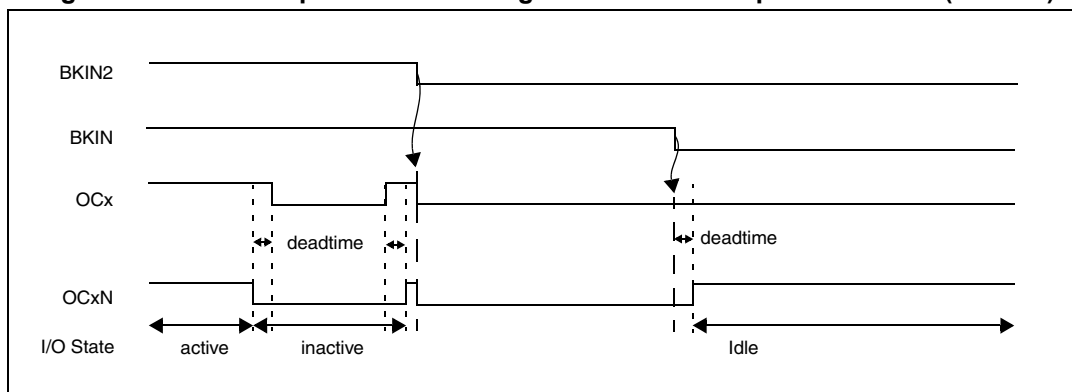 BKIN2
BKIN
OCx
deadtime
deadtime
OCxN
I/O State
active
inactive
Idle